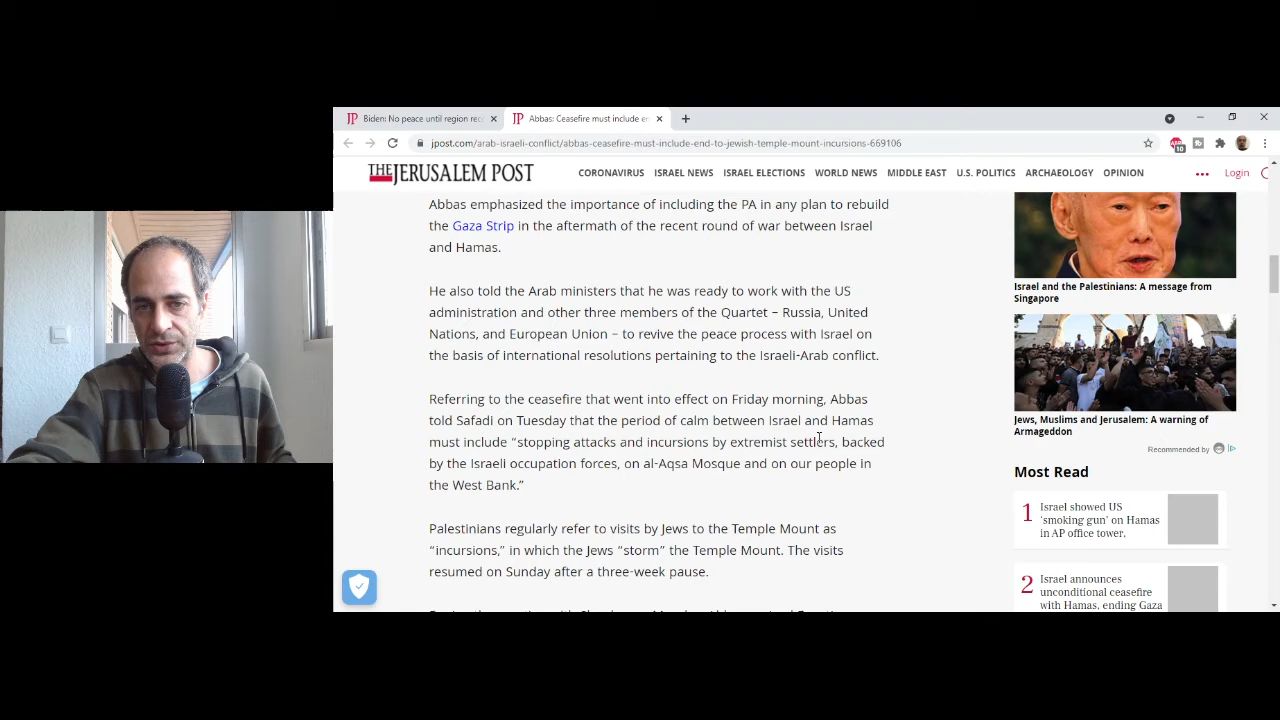 Biden: No peace until region rec
Abbas: Ceasefire must include en
jpost.com/arab-israeli-conflict/abbas-ceasefire-must-include-end-to-jewish-temple-mount-incursions-669106
THE JERUSALEM POST
CORONAVIRUS ISRAEL NEWS ISRAEL ELECTIONS WORLD NEWS MIDDLE EAST U.S. POLITICS ARCHAEOLOGY OPINION
Login
Abbas emphasized the importance of including the PA in any plan to rebuild
the Gaza Strip in the aftermath of the recent round of war between Israel
and Hamas.
He also told the Arab ministers that he was ready to work with the US
administration and other three members of the Quartet – Russia, United
Nations, and European Union – to revive the peace process with Israel on
the basis of international resolutions pertaining to the Israeli-Arab conflict.
Referring to the ceasefire that went into effect on Friday morning, Abbas
told Safadi on Tuesday that the period of calm between Israel and Hamas
must include “stopping attacks and incursions by extremist settlers, backed
by the Israeli occupation forces, on al-Aqsa Mosque and on our people in
the West Bank.”
Palestinians regularly refer to visits by Jews to the Temple Mount as
“incursions,” in which the Jews “storm” the Temple Mount. The visits
resumed on Sunday after a three-week pause.
Israel and the Palestinians: A message from
Singapore
Jews, Muslims and Jerusalem: A warning of
Armageddon
Recommended by
Most Read
1 Israel showed US
‘smoking gun’ on Hamas
in AP office tower,
2 Israel announces
unconditional ceasefire
with Hamas, ending Gaza